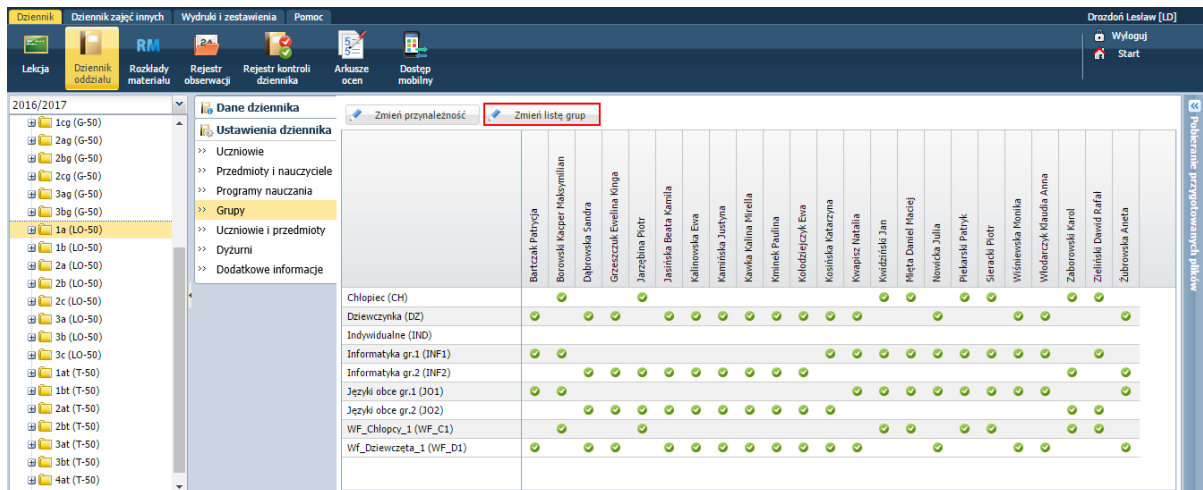 Dziennik Dziennik zajęć innych Wydruki i zestawienia Pomoc Drozdoń Lesław [LD]
Lekcja
Dziennik
oddziału
RM
Rozkłady
materiału
24
Rejestr
obserwacji
Rejestr kontroli
dziennika
Arkusze
ocen
Dostęp
mobilny
Wyloguj
Start
2016/2017
1cg (G-50)
2ag (G-50)
2bg (G-50)
2cg (G-50)
3ag (G-50)
3bg (G-50)
1a (LO-50)
1b (LO-50)
2a (LO-50)
2b (LO-50)
2c (LO-50)
3a (LO-50)
3b (LO-50)
3c (LO-50)
1at (T-50)
1bt (T-50)
2at (T-50)
2bt (T-50)
3at (T-50)
3bt (T-50)
4at (T-50)
Dane dziennika
Ustawienia dziennika
Uczniowie
Przedmioty i nauczyciele
Programy nauczania
Grupy
Uczniowie i przedmioty
Dyżurni
Dodatkowe informacje
Zmień przynależność
Zmień listę grup
Bartczak Patrycja
Borowski Kacper Maksymilian
Dąbrowska Sandra
Grzeszczuk Ewelina Kinga
Jarzębina Piotr
Jasińska Beata Kamila
Kalinowska Ewa
Kamińska Justyna
Kawka Kalina Mirella
Kminek Paulina
Kołodziejczyk Ewa
Kosińska Katarzyna
Kwapisz Natalia
Kwidziński Jan
Mięta Daniel Maciej
Nowicka Julia
Piekarski Patryk
Sieracki Piotr
Wiśniewska Monika
Włodarczyk Klaudia Anna
Zaborowski Karol
Zieliński Dawid Rafał
Żubrowska Aneta
Chłopiec (CH)
Dziewczynka (DZ)
Indywidualne (IND)
Informatyka gr.1 (INF1)
Informatyka gr.2 (INF2)
Języki obce gr.1 (JO1)
Języki obce gr.2 (JO2)
WF_Chłopcy_1 (WF_C1)
Wf_Dziewczęta_1 (WF_D1)
Pobieranie przygotowanych plików